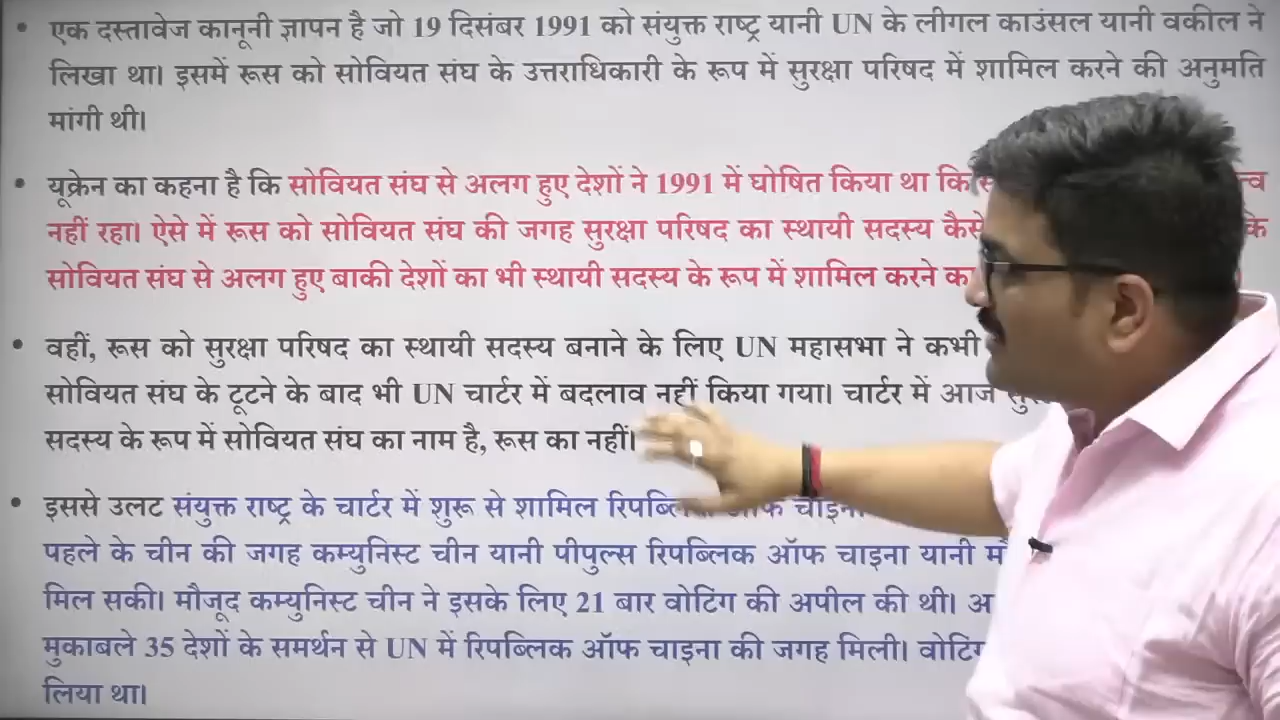 एक दस्तावेज कानूनी ज्ञापन है जो 19 दिसंबर 1991 को संयुक्त राष्ट्र यानी UN के लीगल काउंसल यानी वकील ने
लिखा था। इसमें रूस को सोवियत संघ के उत्तराधिकारी के रूप में सुरक्षा परिषद में शामिल करने की अनुमति
मांगी थी।
यूक्रेन का कहना है कि सोवियत संघ से अलग हुए देशों ने 1991 में घोषित किया था कि
नहीं रहा। ऐसे में रूस को सोवियत संघ की जगह सुरक्षा परिषद का स्थायी सदस्य कैसे
सोवियत संघ से अलग हुए बाकी देशों का भी स्थायी सदस्य के रूप में शामिल करने का
वहीं, रूस को सुरक्षा परिषद का स्थायी सदस्य बनाने के लिए UN महासभा ने कभी
सोवियत संघ के टूटने के बाद भी UN चार्टर में बदलाव नहीं किया गया। चार्टर में आज
सदस्य के रूप में सोवियत संघ का नाम है, रूस का नहीं।
इससे उलट संयुक्त राष्ट्र के चार्टर में शुरू से शामिल रिपब्लिक ऑफ चाइना
पहले के चीन की जगह कम्युनिस्ट चीन यानी पीपुल्स रिपब्लिक ऑफ चाइना यानी
मिल सकी। मौजूद कम्युनिस्ट चीन ने इसके लिए 21 बार वोटिंग की अपील की थी।
मुकाबले 35 देशों के समर्थन से UN में रिपब्लिक ऑफ चाइना की जगह मिली।
लिया था।